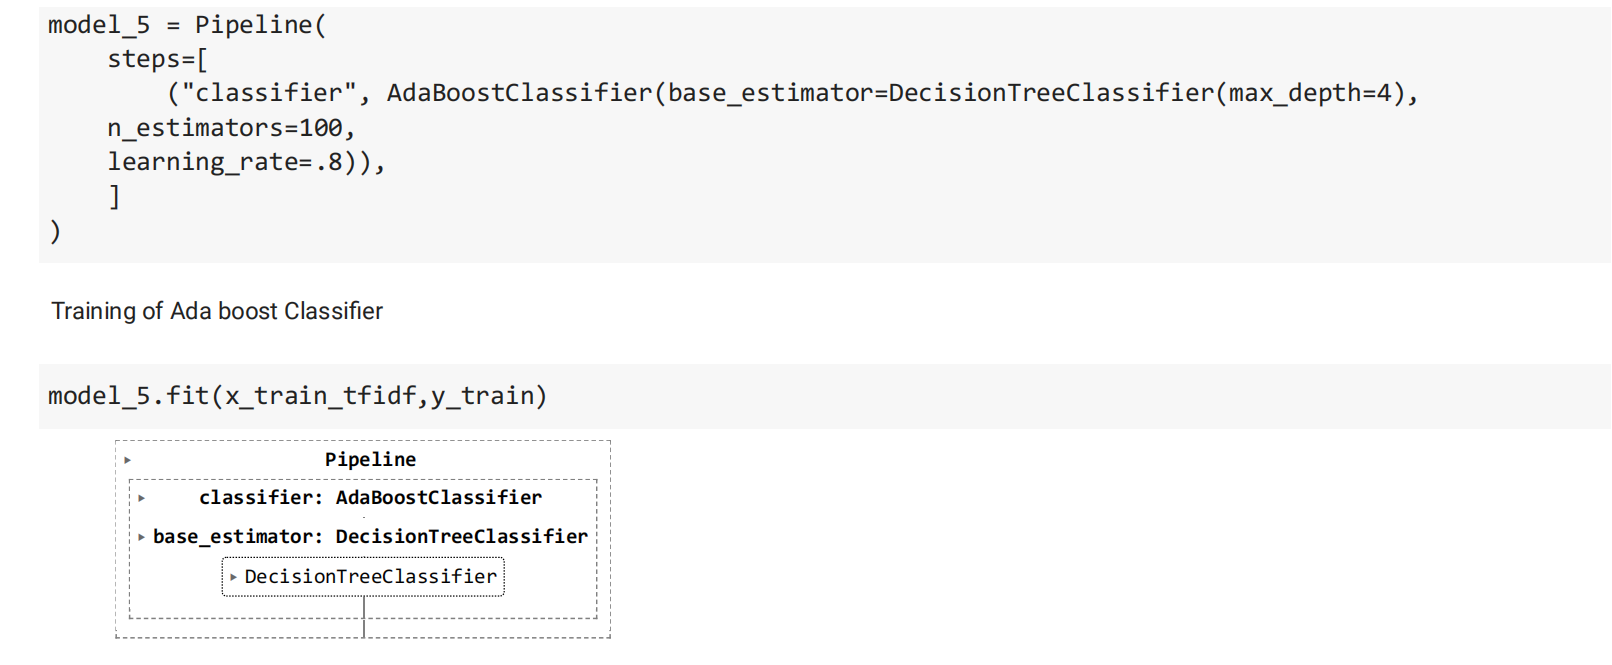 model_5 = Pipeline(
    steps=[
        ("classifier", AdaBoostClassifier(base_estimator=DecisionTreeClassifier(max_depth=4),
    n_estimators=100,
    learning_rate=.8)),
    ]
)
Training of Ada boost Classifier
model_5.fit(x_train_tfidf,y_train)
Pipeline
classifier: AdaBoostClassifier
base_estimator: DecisionTreeClassifier
DecisionTreeClassifier